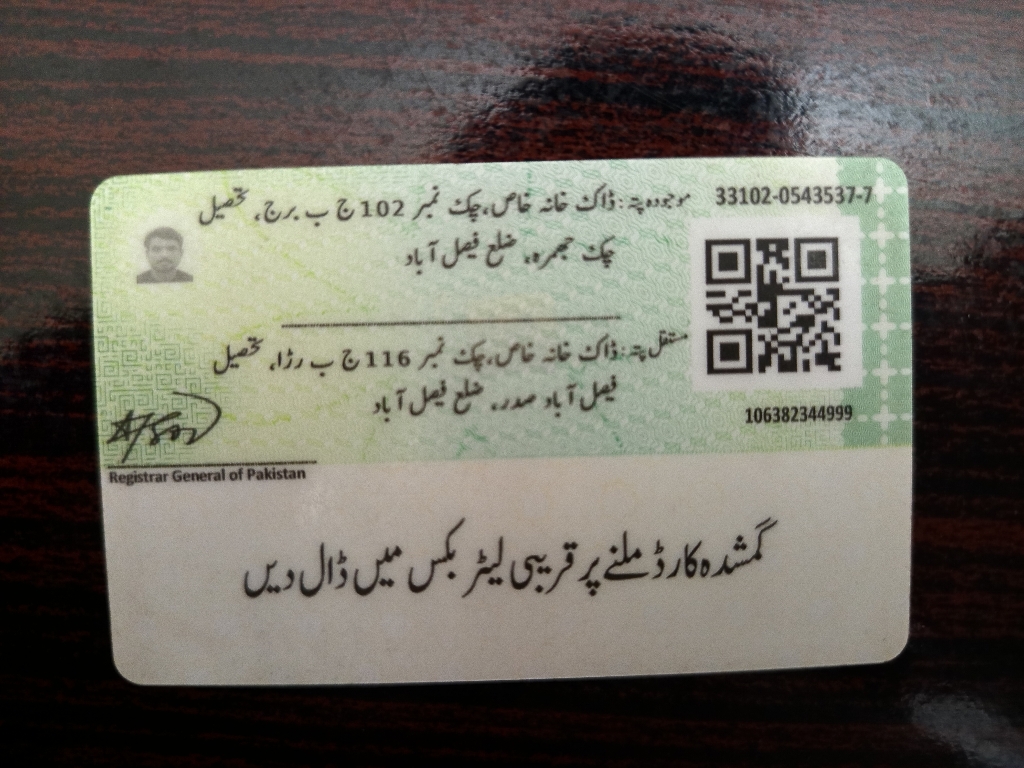 33102-0543537-7
موجودہ پتہ: ڈاک خانہ خاص، چک نمبر 102 ج ب برج، تحصیل
چک جھمرہ، ضلع فیصل آباد
مستقل پتہ: ڈاک خانہ خاص، چک نمبر 116 ج ب رڑا، تحصیل
فیصل آباد صدر، ضلع فیصل آباد
106382344999
Registrar General of Pakistan
گمشدہ کارڈ ملنے پر قریبی لیٹر بکس میں ڈال دیں